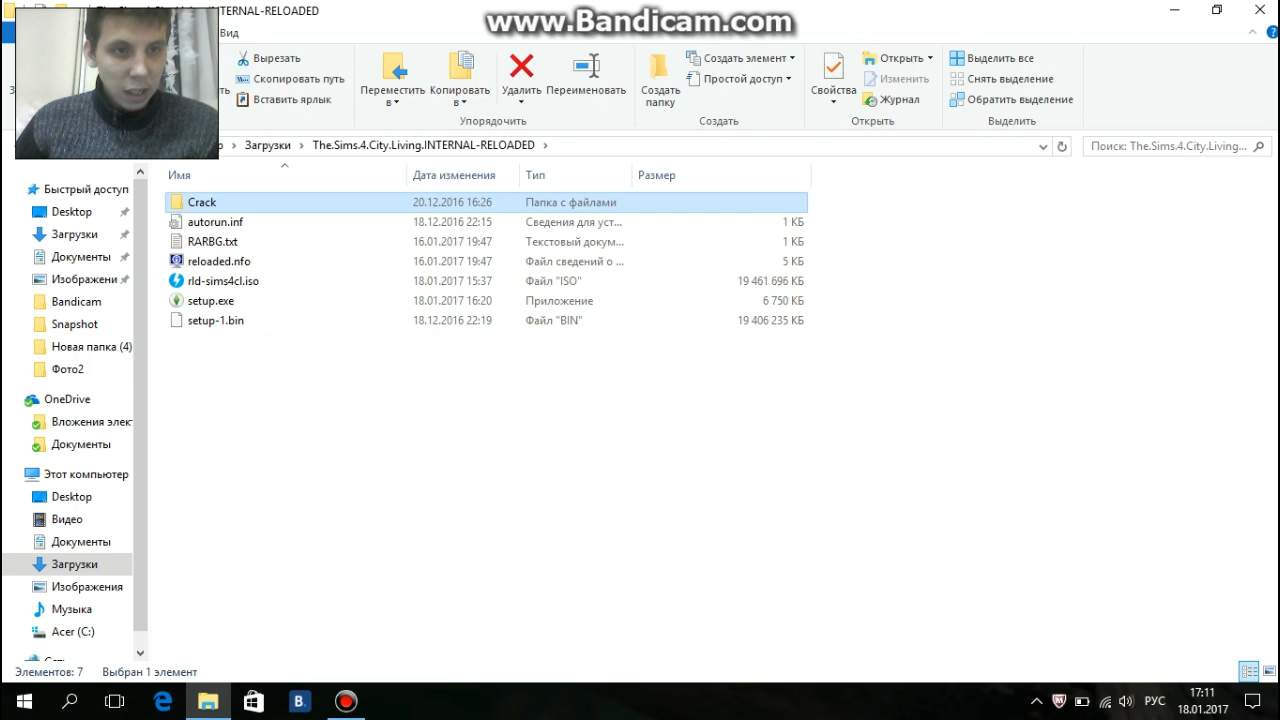 INTERNAL-RELOADED
www.Bandicam.com
Вид
Вырезать
Скопировать путь
Вставить ярлык
Переместить в
Копировать в
Удалить
Переименовать
Упорядочить
Создать папку
Создать элемент
Простой доступ
Создать
Свойства
Открыть
Изменить
Журнал
Открыть
Выделить все
Снять выделение
Обратить выделение
Выделить
Загрузки
The.Sims.4.City.Living.INTERNAL-RELOADED
Поиск: The.Sims.4.City.Living....
Имя Дата изменения Тип Размер
Crack 20.12.2016 16:26 Папка с файлами
autorun.inf 18.12.2016 22:15 Сведения для уст... 1 КБ
RARBG.txt 16.01.2017 19:47 Текстовый докум... 1 КБ
reloaded.nfo 16.01.2017 19:47 Файл сведений о ... 5 КБ
rld-sims4cl.iso 18.01.2017 15:37 Файл "ISO" 19 461 696 КБ
setup.exe 18.01.2017 16:20 Приложение 6 750 КБ
setup-1.bin 18.12.2016 22:19 Файл "BIN" 19 406 235 КБ
Быстрый доступ
Desktop
Загрузки
Документы
Изображени
Bandicam
Snapshot
Новая папка (4)
Фото2
OneDrive
Вложения элек
Документы
Этот компьютер
Desktop
Видео
Документы
Загрузки
Изображения
Музыка
Acer (C:)
Элементов: 7 Выбран 1 элемент
B.
РУС
17:11
18.01.2017